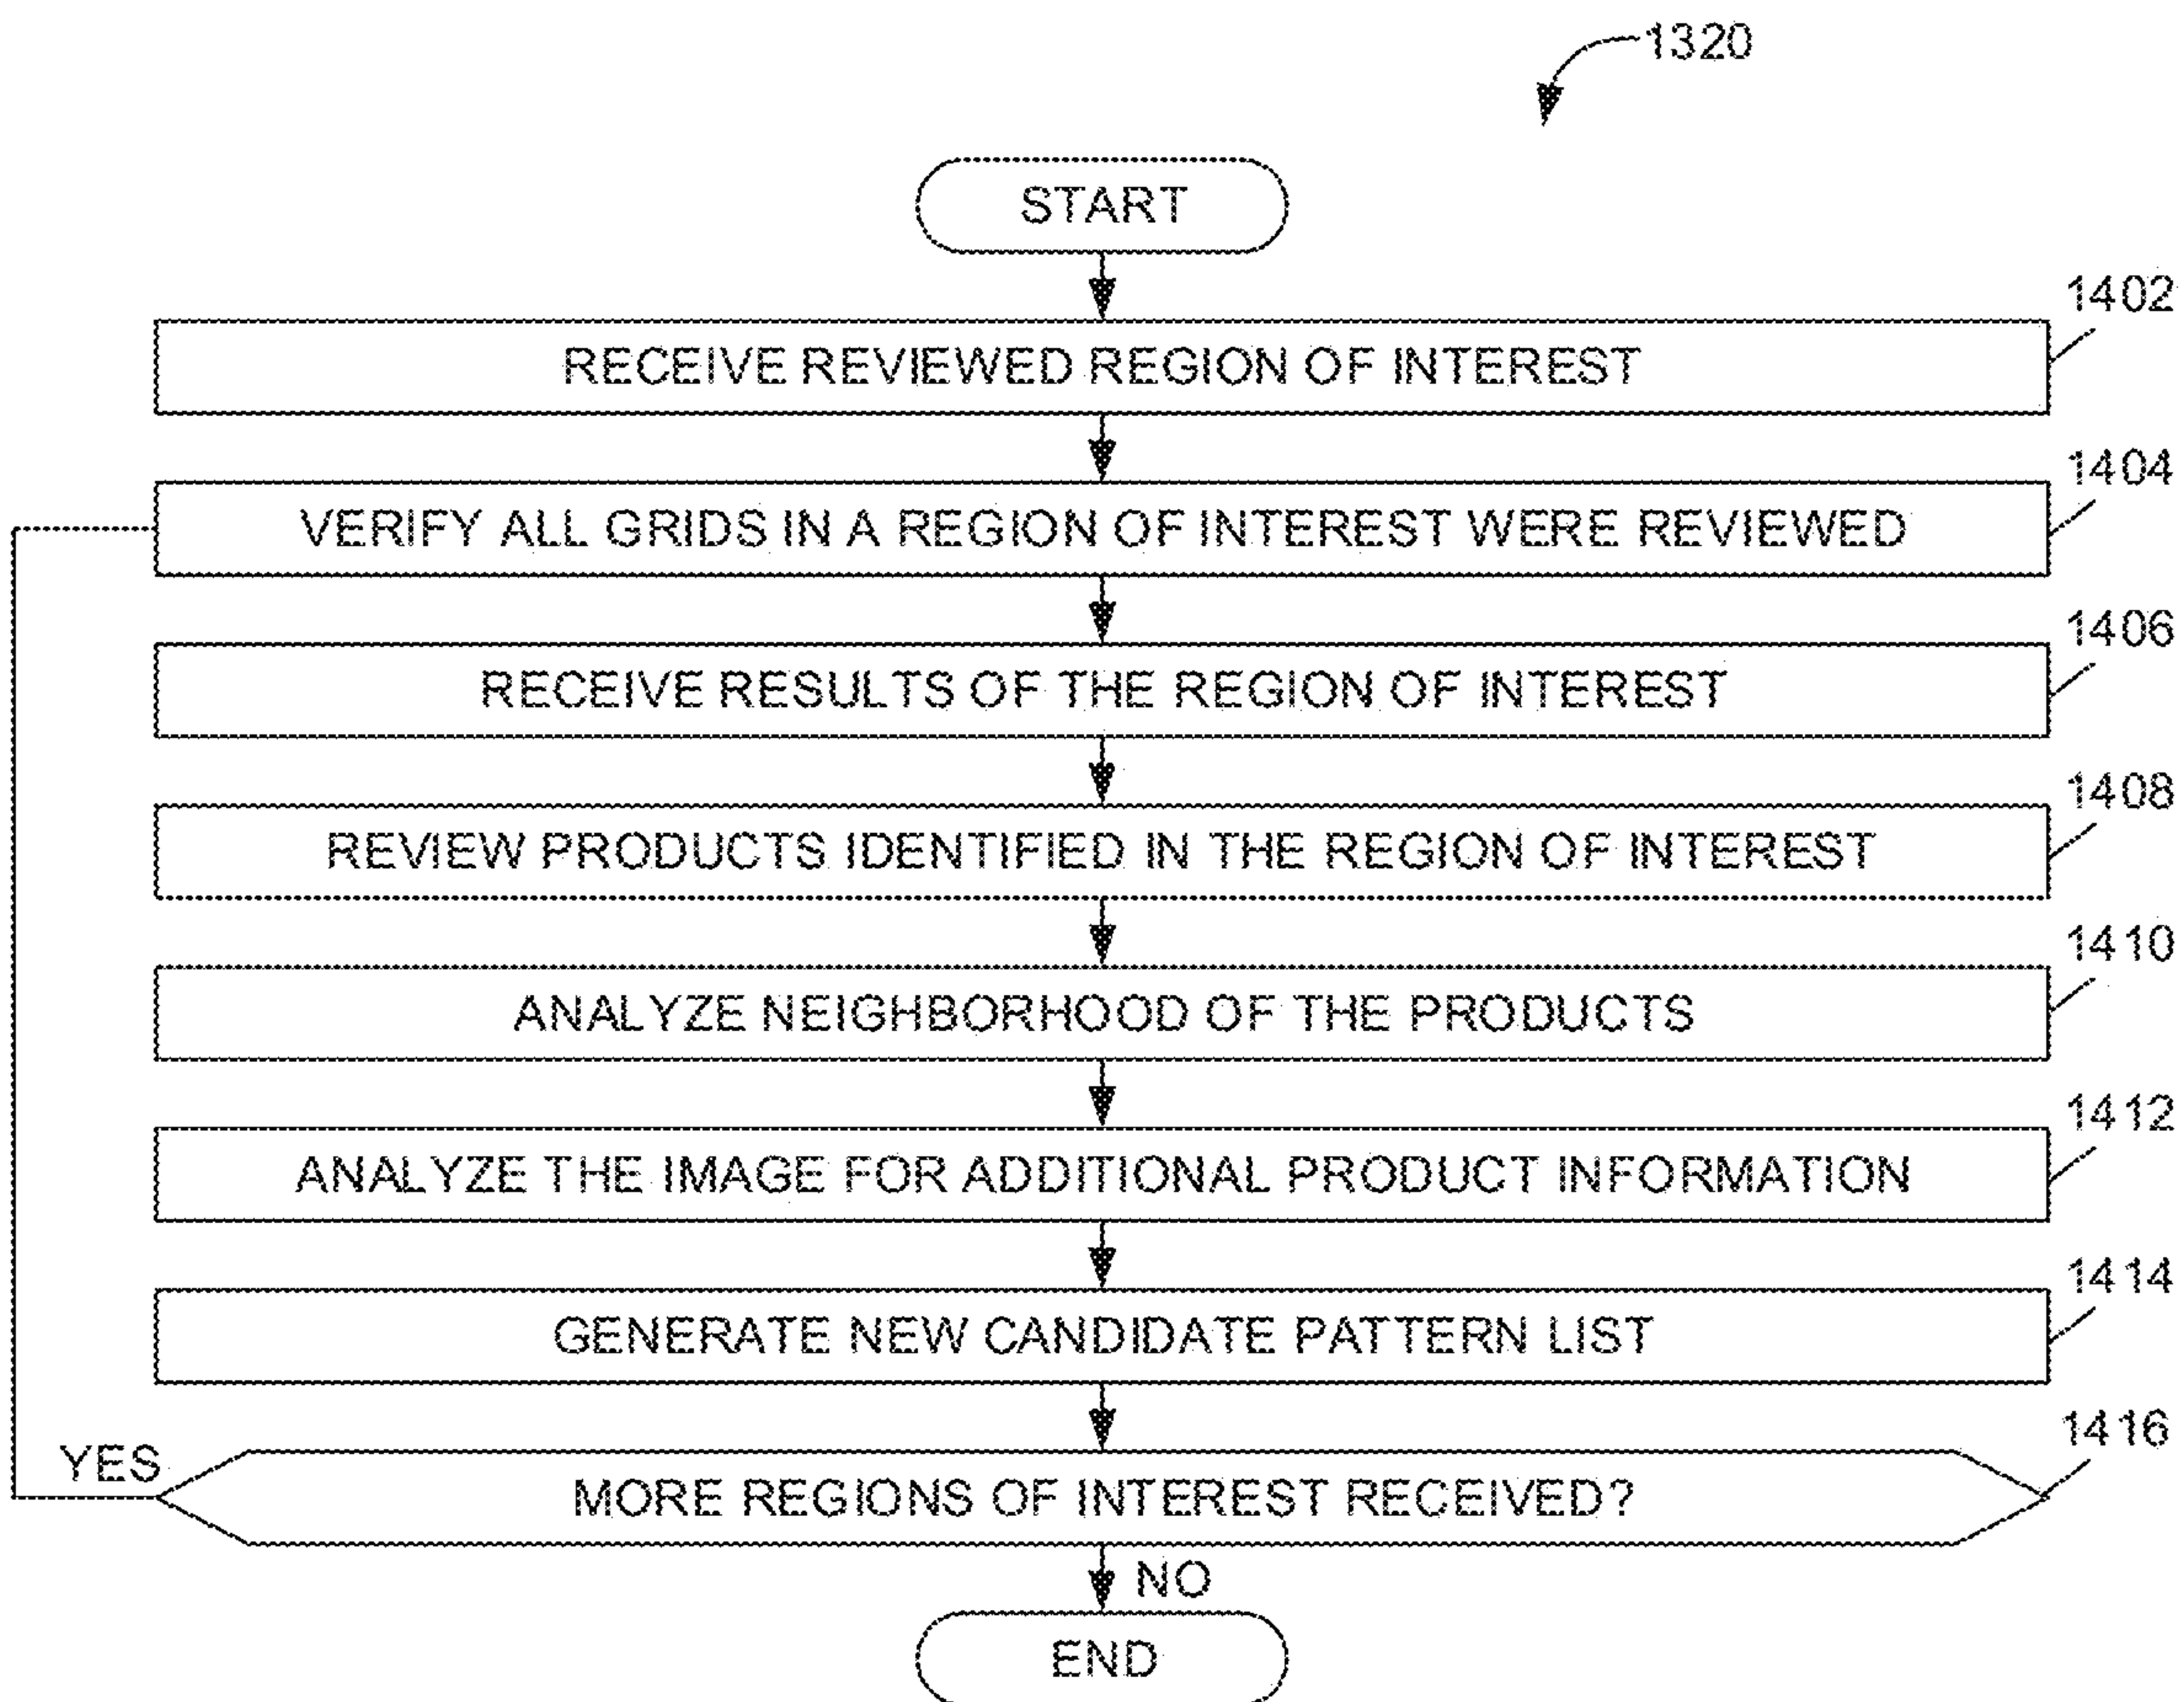 1320
START
1402
RECEIVE REVIEWED REGION OF INTEREST
1404
VERIFY ALL GRIDS IN A REGION OF INTEREST WERE REVIEWED
1406
RECEIVE RESULTS OF THE REGION OF INTEREST
1408
REVIEW PRODUCTS IDENTIFIED IN THE REGION OF INTEREST
1410
ANALYZE NEIGHBORHOOD OF THE PRODUCTS
1412
ANALYZE THE IMAGE FOR ADDITIONAL PRODUCT INFORMATION
1414
GENERATE NEW CANDIDATE PATTERN LIST
1416
YES
MORE REGIONS OF INTEREST RECEIVED?
NO
END